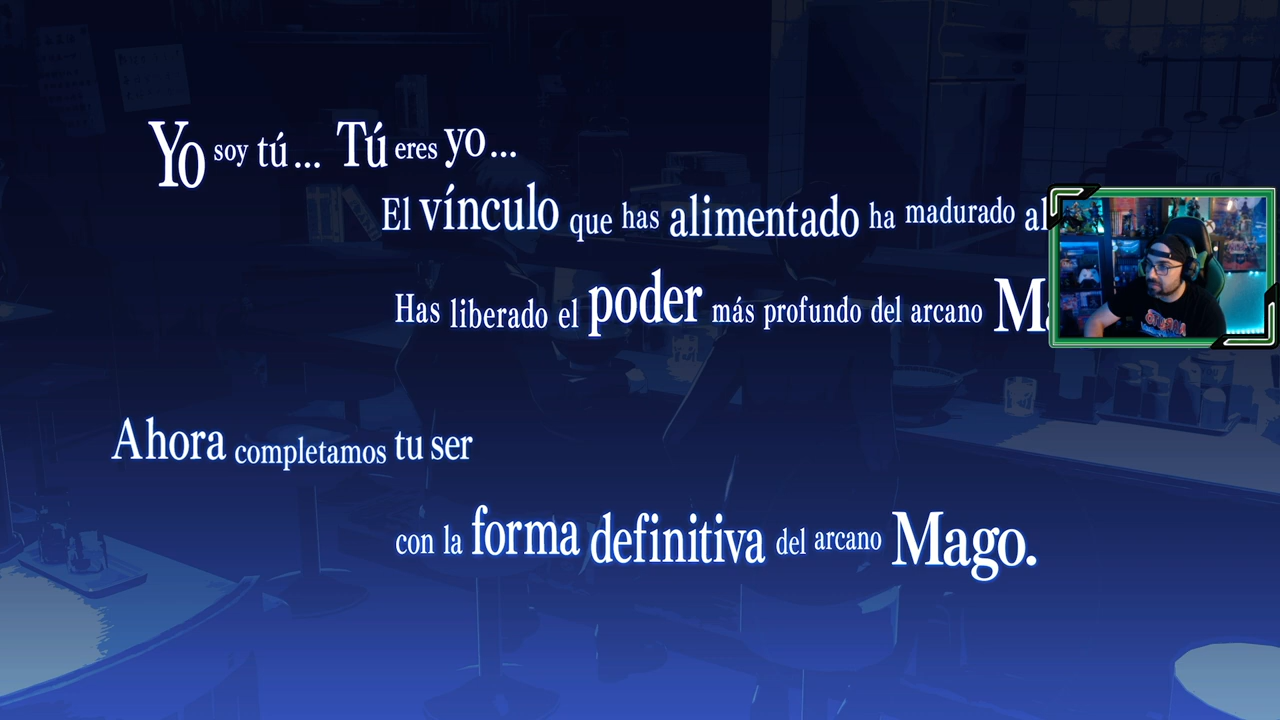 Yo soy tú... Tú eres yo...
El vínculo que has alimentado ha madurado
Has liberado el poder más profundo del arcano
Ahora completamos tu ser
con la forma definitiva del arcano Mago.